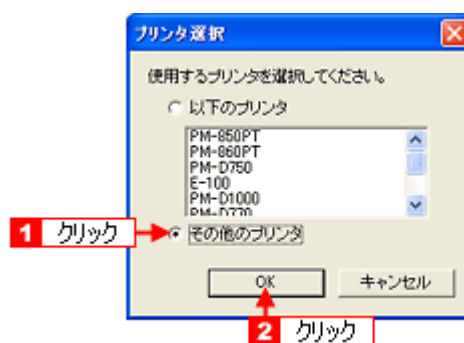 プリンタ選択
使用するプリンタを選択してください。
以下のプリンタ
PM-850PT
PM-860PT
PM-D750
E-100
PM-D1000
PM-D770
1 クリック
その他のプリンタ
OK キャンセル
2 クリック